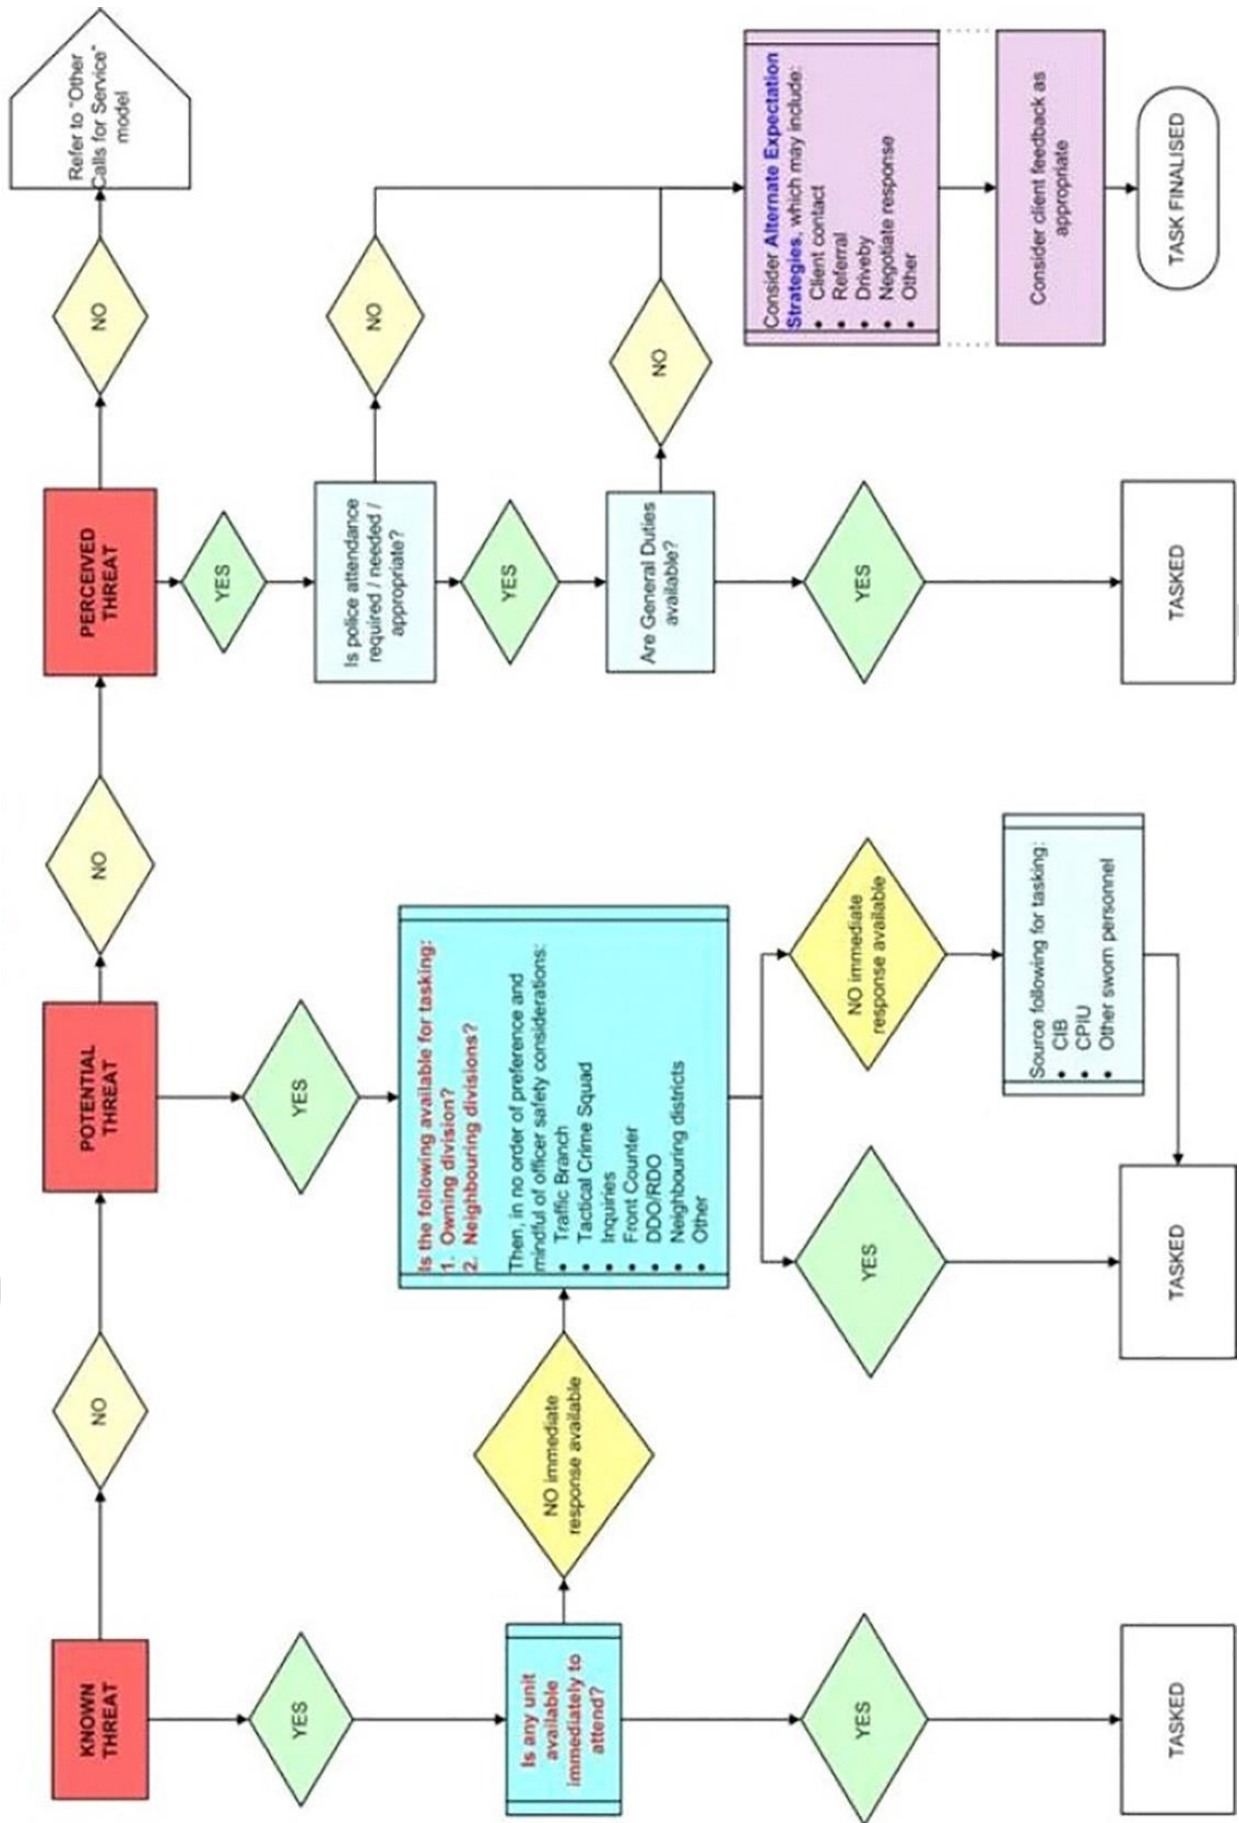 KNOWN
THREAT
NO
POTENTIAL
THREAT
NO
PERCEIVED
THREAT
NO
Refer to "Other
Calls for Service"
model
YES
Is any unit
available
immediately to
attend?
NO immediate
response available
YES
TASKED
YES
Is the following available for tasking:
1. Owning division?
2. Neighbouring divisions?
Then, in no order of preference and
mindful of officer safety considerations:
• Traffic Branch
• Tactical Crime Squad
• Inquiries
• Front Counter
• DDO/RDO
• Neighbouring districts
• Other
YES
TASKED
NO immediate
response available
Source following for tasking:
• CIB
• CPIU
• Other sworn personnel
YES
Is police attendance
required / needed /
appropriate?
NO
YES
Are General Duties
available?
NO
YES
TASKED
Consider Alternate Expectation
Strategies, which may include:
• Client contact
• Referral
• Driveby
• Negotiate response
• Other
Consider client feedback as
appropriate
TASK FINALISED